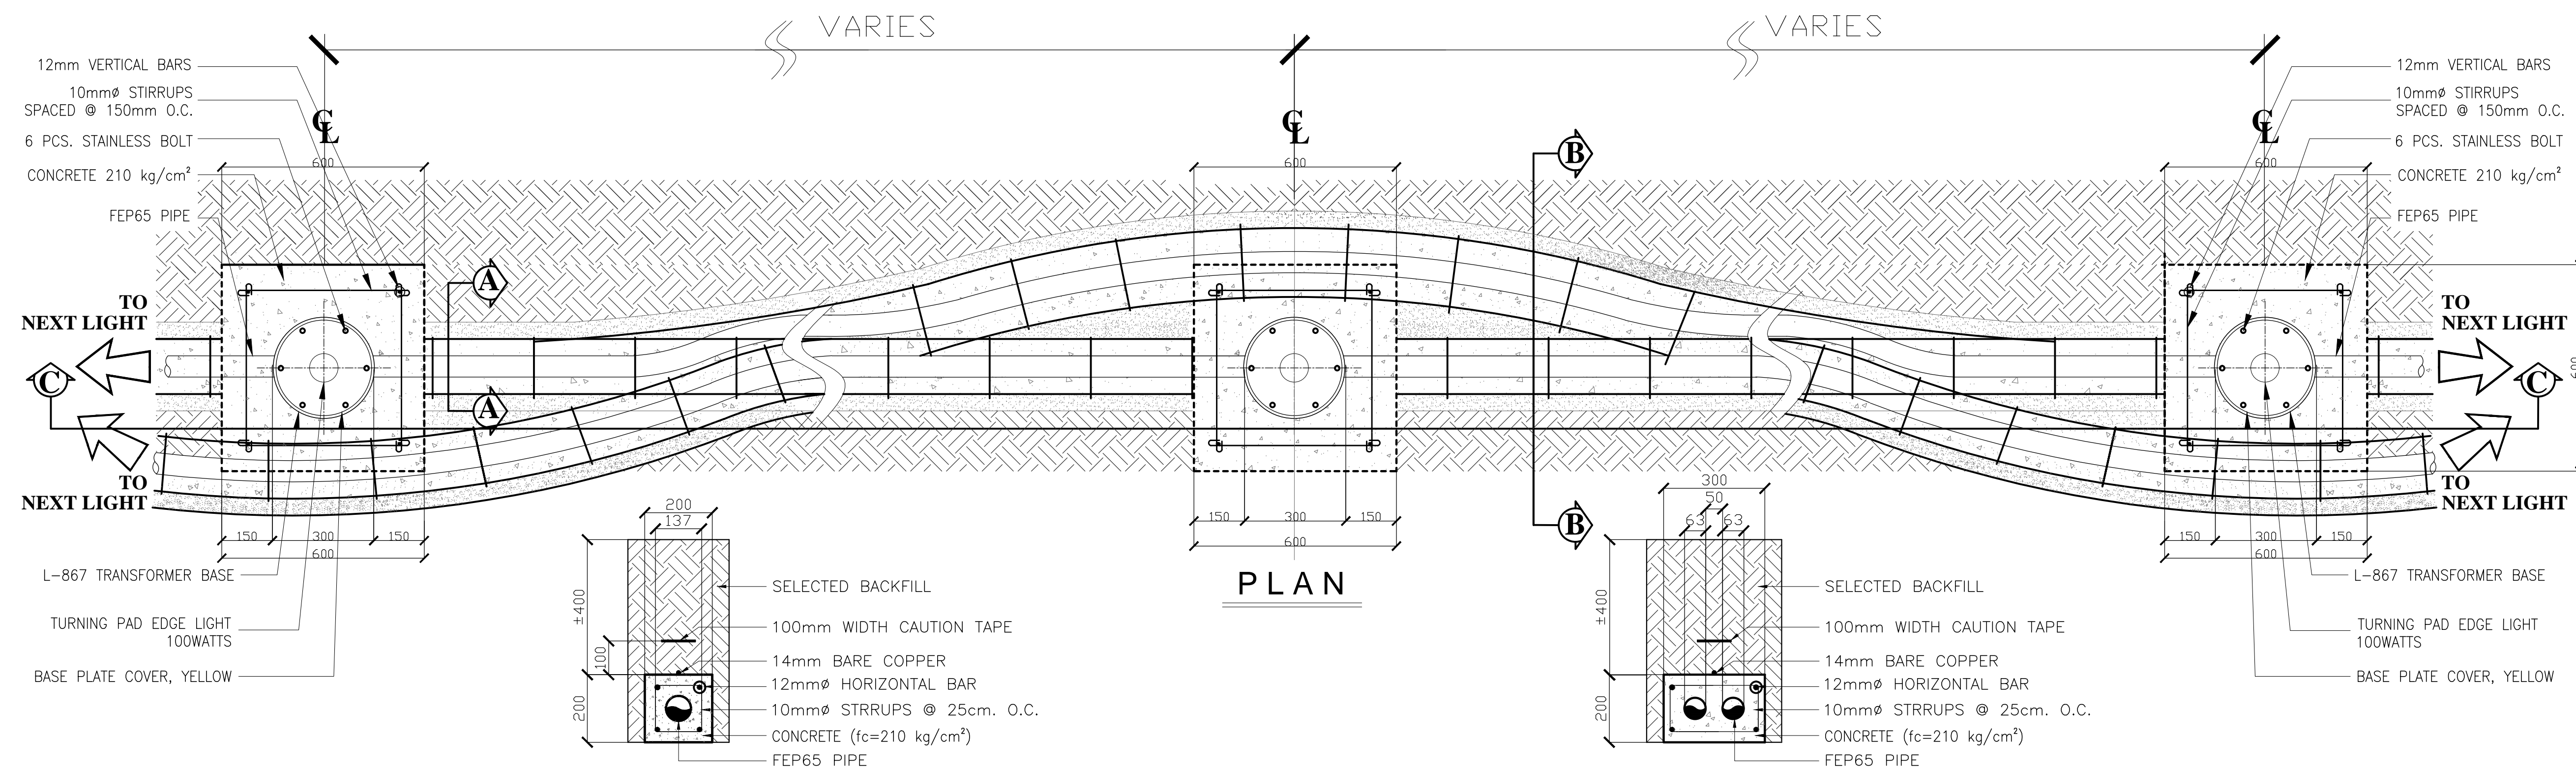 VARIES
VARIES
12mm VERTICAL BARS
10mmø STIRRUPS
SPACED @ 150mm O.C.
6 PCS. STAINLESS BOLT
CONCRETE 210 kg/cm²
FEP65 PIPE
TO
NEXT LIGHT
C
TO
NEXT LIGHT
L-867 TRANSFORMER BASE
TURNING PAD EDGE LIGHT
100WATTS
BASE PLATE COVER, YELLOW
CL
600
150 300 150
600
A
A
CL
600
150 300 150
600
B
B
CL
600
150 300 150
600
12mm VERTICAL BARS
10mmø STIRRUPS
SPACED @ 150mm O.C.
6 PCS. STAINLESS BOLT
CONCRETE 210 kg/cm²
FEP65 PIPE
TO
NEXT LIGHT
C
600
TO
NEXT LIGHT
L-867 TRANSFORMER BASE
TURNING PAD EDGE LIGHT
100WATTS
BASE PLATE COVER, YELLOW
PLAN
200
137
±400
100
200
SELECTED BACKFILL
100mm WIDTH CAUTION TAPE
14mm BARE COPPER
12mmø HORIZONTAL BAR
10mmø STRRUPS @ 25cm. O.C.
CONCRETE (fc=210 kg/cm²)
FEP65 PIPE
300
50
63 63
±400
200
SELECTED BACKFILL
100mm WIDTH CAUTION TAPE
14mm BARE COPPER
12mmø HORIZONTAL BAR
10mmø STRRUPS @ 25cm. O.C.
CONCRETE (fc=210 kg/cm²)
FEP65 PIPE